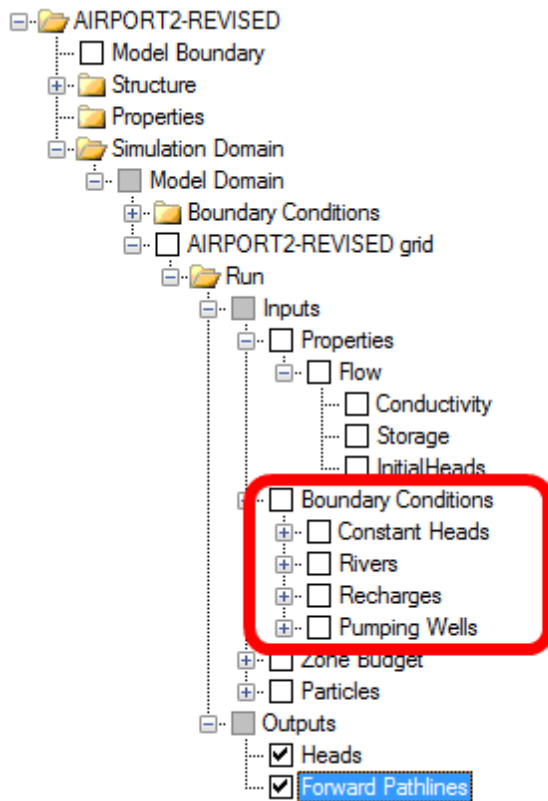 AIRPORT2-REVISED
Model Boundary
Structure
Properties
Simulation Domain
Model Domain
Boundary Conditions
AIRPORT2-REVISED grid
Run
Inputs
Properties
Flow
Conductivity
Storage
InitialHeads
Boundary Conditions
Constant Heads
Rivers
Recharges
Pumping Wells
Zone Budget
Particles
Outputs
Heads
Forward Pathlines